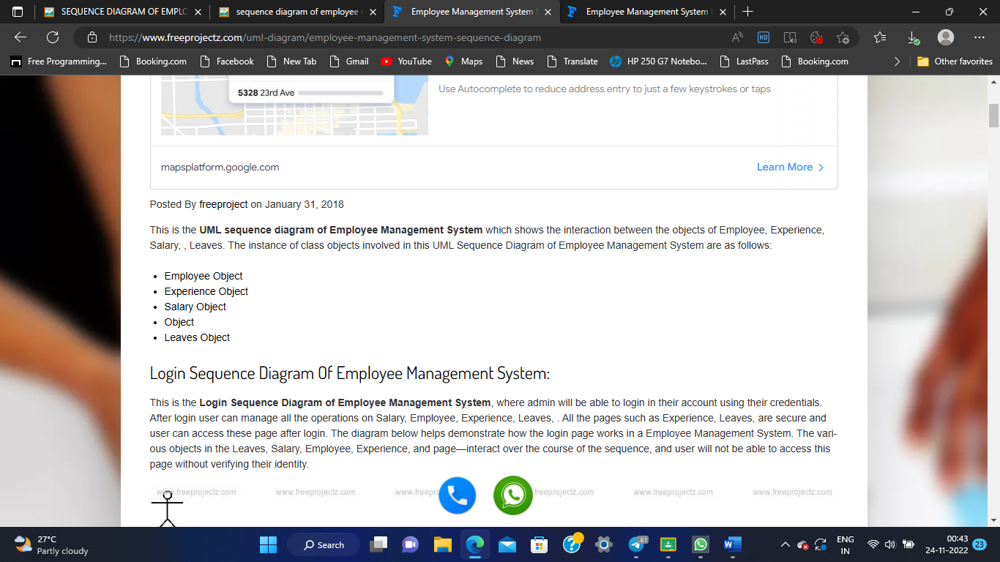 SEQUENCE DIAGRAM OF EMPLO
sequence diagram of employee
Employee Management System
Employee Management System
https://www.freeprojectz.com/uml-diagram/employee-management-system-sequence-diagram
HD
Free Programming...
Booking.com
Facebook
New Tab
Gmail
YouTube
Maps
News
Translate
HP 250 G7 Notebo...
LastPass
Booking.com
Other favorites
5328 23rd Ave
Use Autocomplete to reduce address entry to just a few keystrokes or taps
mapsplatform.google.com
Learn More
Posted By freeproject on January 31, 2018
This is the UML sequence diagram of Employee Management System which shows the interaction between the objects of Employee, Experience,
Salary, , Leaves. The instance of class objects involved in this UML Sequence Diagram of Employee Management System are as follows:
• Employee Object
• Experience Object
• Salary Object
• Object
• Leaves Object
Login Sequence Diagram Of Employee Management System:
This is the Login Sequence Diagram of Employee Management System, where admin will be able to login in their account using their credentials.
After login user can manage all the operations on Salary, Employee, Experience, Leaves, . All the pages such as Experience, Leaves, are secure and
user can access these page after login. The diagram below helps demonstrate how the login page works in a Employee Management System. The vari-
ous objects in the Leaves, Salary, Employee, Experience, and page—interact over the course of the sequence, and user will not be able to access this
page without verifying their identity.
www.freeprojectz.com www.freeprojectz.com www.freepr freeprojectz.com www.freeprojectz.com www.freeprojectz.com
27°C
Partly cloudy
Search
61
ENG
IN
00:43
24-11-2022
23